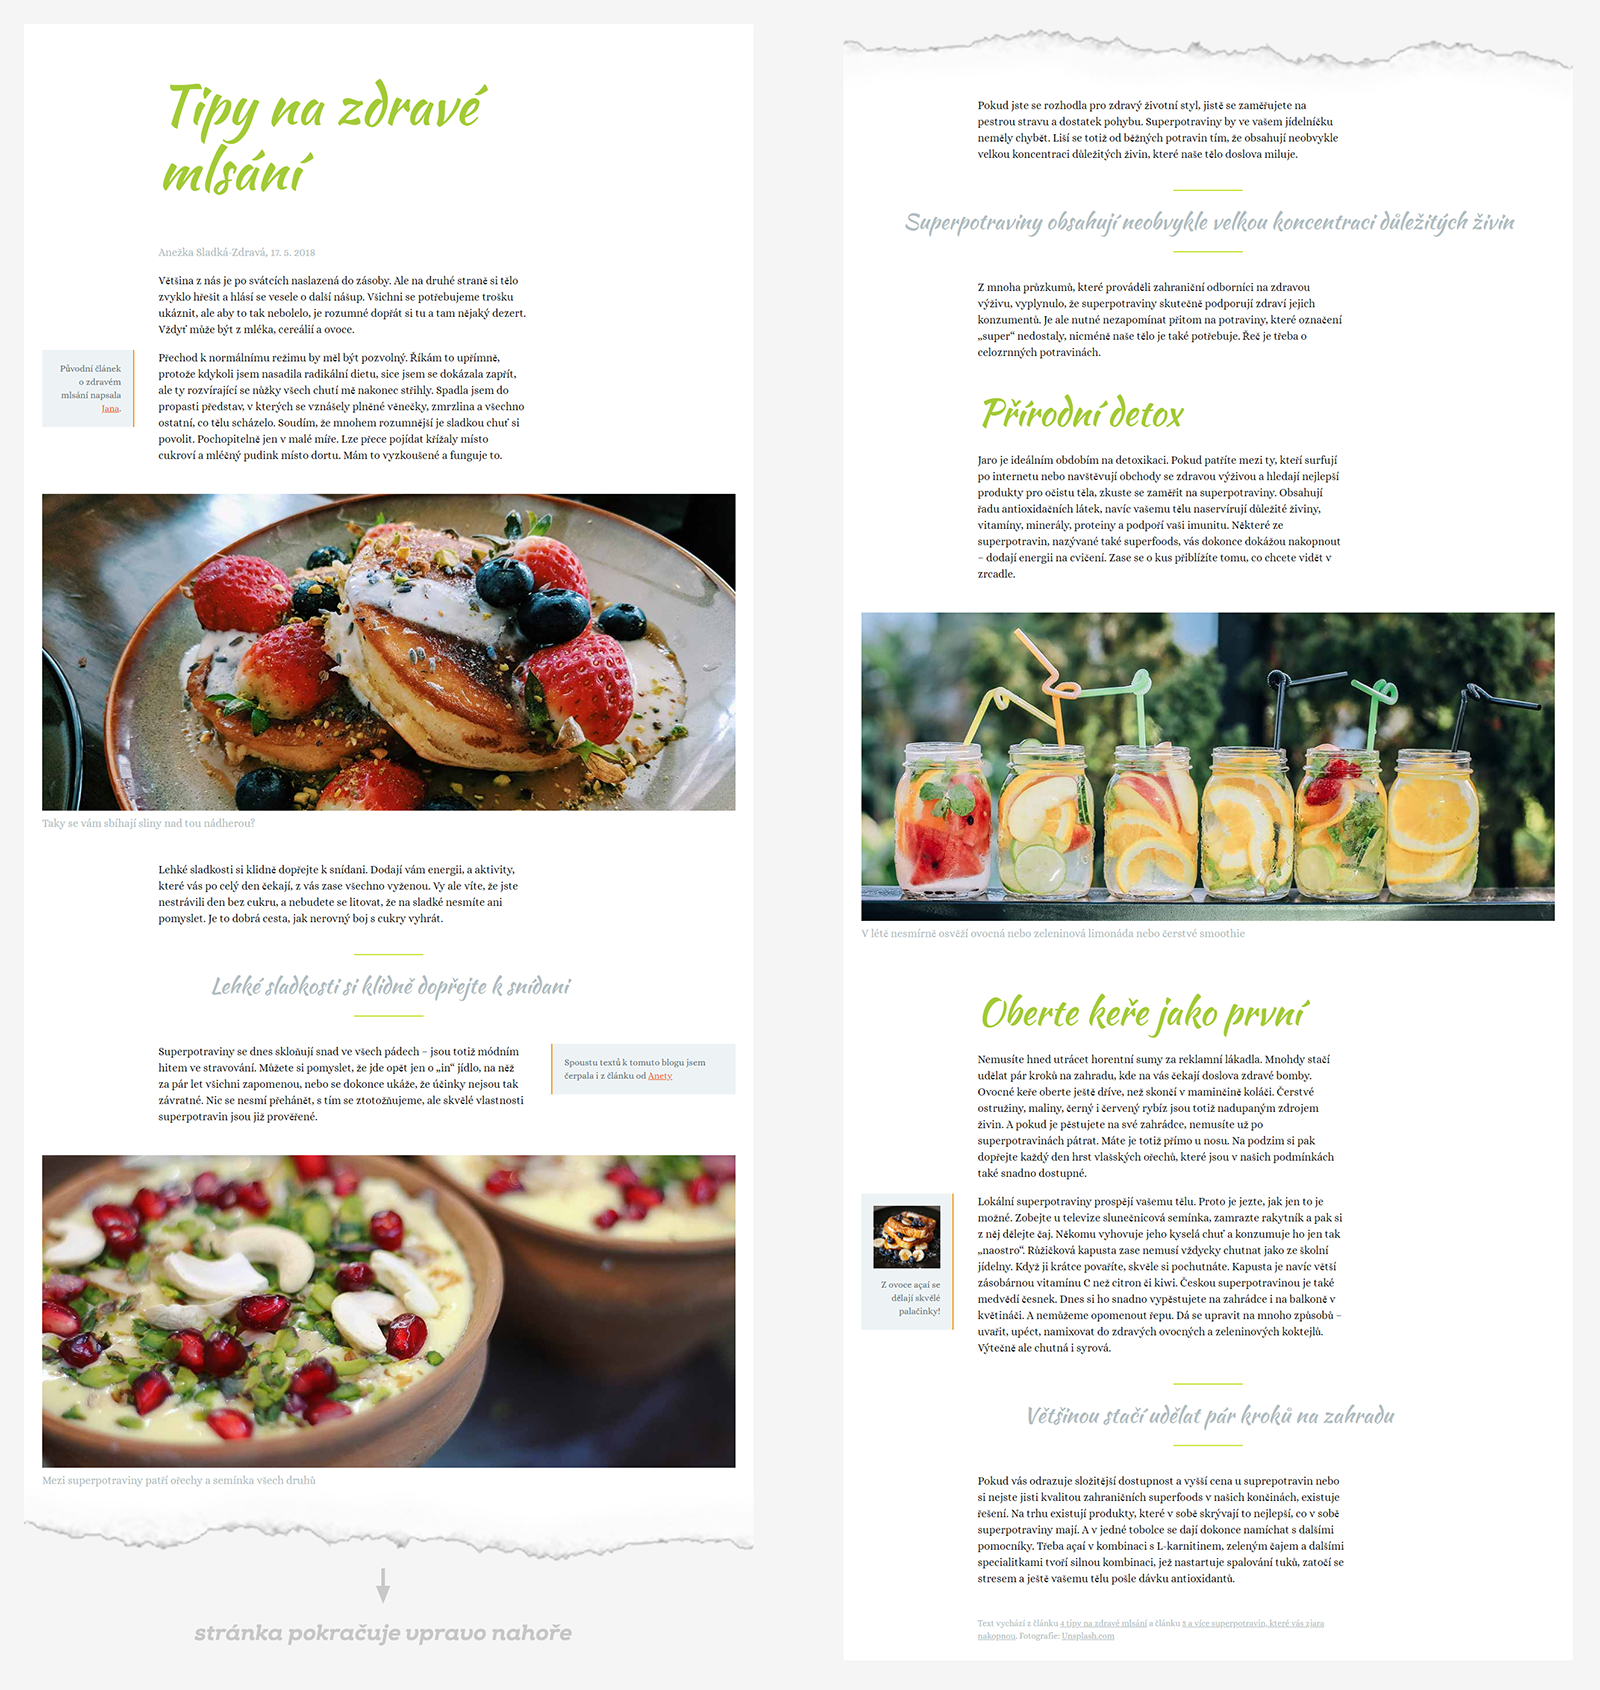 Tipy na zdravé
mlsání
Anežka Sladká-Zdravá, 17. 5. 2018
Většina z nás je po svátcích naslazená do zásoby. Ale na druhé straně si tělo
zvyklo hřešit a hlásí se vesele o další nášup. Všichni se potřebujeme trošku
ukáznit, ale aby to tak nebolelo, je rozumné dopřát si tu a tam nějaký dezert.
Vždyť může být z mléka, cereálií a ovoce.
Původní článek
o zdravém
mlsání napsala
Jana.
Přechod k normálnímu režimu by měl být pozvolný. Říkám to upřímně,
protože kdykoli jsem nasadila radikální dietu, sice jsem se dokázala zapřít,
ale ty rozvírající se nůžky všech chutí mě nakonec střihly. Spadla jsem do
propasti představ, v kterých se vznášely plněné věnečky, zmrzlina a všechno
ostatní, co tělu scházelo. Soudím, že mnohem rozumnější je sladkou chuť si
povolit. Pochopitelně jen v malé míře. Lze přece pojídat křížaly místo
cukroví a mléčný pudink místo dortu. Mám to vyzkoušené a funguje to.
Taky se vám sbíhají sliny nad tou nádherou?
Lehké sladkosti si klidně dopřejte k snídani. Dodají vám energii, a aktivity,
které vás po celý den čekají, z vás zase všechno vyženou. Vy ale víte, že jste
nestrávili den bez cukru, a nebudete se litovat, že na sladké nesmíte ani
pomyslet. Je to dobrá cesta, jak nerovný boj s cukry vyhrát.
Lehké sladkosti si klidně dopřejte k snídani
Superpotraviny se dnes skloňují snad ve všech pádech – jsou totiž módním
hitem ve stravování. Můžete si pomyslet, že jde opět jen o „in“ jídlo, na něž
za pár let všichni zapomenou, nebo se dokonce ukáže, že účinky nejsou tak
závratné. Nic se nesmí přehánět, s tím se ztotožňujeme, ale skvělé vlastnosti
superpotravin jsou již prověřené.
Spoustu textů k tomuto blogu jsem
čerpala i z článku od Anety
Mezi superpotraviny patří ořechy a semínka všech druhů
stránka pokračuje vpravo nahoře
Pokud jste se rozhodla pro zdravý životní styl, jistě se zaměřujete na
pestrou stravu a dostatek pohybu. Superpotraviny by ve vašem jídelníčku
neměly chybět. Liší se totiž od běžných potravin tím, že obsahují neobvykle
velkou koncentraci důležitých živin, které naše tělo doslova miluje.
Superpotraviny obsahují neobvykle velkou koncentraci důležitých živin
Z mnoha průzkumů, které prováděli zahraniční odborníci na zdravou
výživu, vyplynulo, že superpotraviny skutečně podporují zdraví jejich
konzumentů. Je ale nutné nezapomínat přitom na potraviny, které označení
„super“ nedostaly, nicméně naše tělo je také potřebuje. Řeč je třeba o
celozrnných potravinách.
Přírodní detox
Jaro je ideálním obdobím na detoxikaci. Pokud patříte mezi ty, kteří surfují
po internetu nebo navštěvují obchody se zdravou výživou a hledají nejlepší
produkty pro očistu těla, zkuste se zaměřit na superpotraviny. Obsahují
řadu antioxidačních látek, navíc vašemu tělu naservírují důležité živiny,
vitamíny, minerály, proteiny a podpoří vaši imunitu. Některé ze
superpotravin, nazývané také superfoods, vás dokonce dokážou nakopnout
– dodají energii na cvičení. Zase se o kus přiblížíte tomu, co chcete vidět v
zrcadle.
V létě nesmírně osvěží ovocná nebo zeleninová limonáda nebo čerstvé smoothie
Oberte keře jako první
Nemusíte hned utrácet horentní sumy za reklamní lákadla. Mnohdy stačí
udělat pár kroků na zahradu, kde na vás čekají doslova zdravé bomby.
Ovocné keře oberte ještě dříve, než skončí v maminčině koláči. Čerstvé
ostružiny, maliny, černý i červený rybíz jsou totiž nadupaným zdrojem
živin. A pokud je pěstujete na své zahrádce, nemusíte už po
superpotravinách pátrat. Máte je totiž přímo u nosu. Na podzim si pak
dopřejte každý den hrst vlašských ořechů, které jsou v našich podmínkách
také snadno dostupné.
Z ovoce açaí se
dělají skvělé
palačinky!
Lokální superpotraviny prospějí vašemu tělu. Proto je jezte, jak jen to je
možné. Zobejte u televize slunečnicová semínka, zamrazte rakytník a pak si
z něj dělejte čaj. Někomu vyhovuje jeho kyselá chuť a konzumuje ho jen tak
„naostro“. Růžičková kapusta zase nemusí vždycky chutnat jako ze školní
jídelny. Když ji krátce povaříte, skvěle si pochutnáte. Kapusta je navíc větší
zásobárnou vitamínu C než citron či kiwi. Českou superpotravinou je také
medvědí česnek. Dnes si ho snadno vypěstujete na zahrádce i na balkoně v
květináči. A nemůžeme opomenout řepu. Dá se upravit na mnoho způsobů –
uvařit, upéct, namixovat do zdravých ovocných a zeleninových koktejlů.
Výtečně ale chutná i syrová.
Většinou stačí udělat pár kroků na zahradu
Pokud vás odrazuje složitější dostupnost a vyšší cena u suprepotravin nebo
si nejste jisti kvalitou zahraničních superfoods v našich končinách, existuje
řešení. Na trhu existují produkty, které v sobě skrývají to nejlepší, co v sobě
superpotraviny mají. A v jedné tobolce se dají dokonce namíchat s dalšími
pomocníky. Třeba açaí v kombinaci s L-karnitinem, zeleným čajem a dalšími
specialitkami tvoří silnou kombinaci, jež nastartuje spalování tuků, zatočí se
stresem a ještě vašemu tělu pošle dávku antioxidantů.
Text vychází z článku 4 tipy na zdravé mlsání a článku 5 a více superpotravin, které vás zjara
nakopnou. Fotografie: Unsplash.com